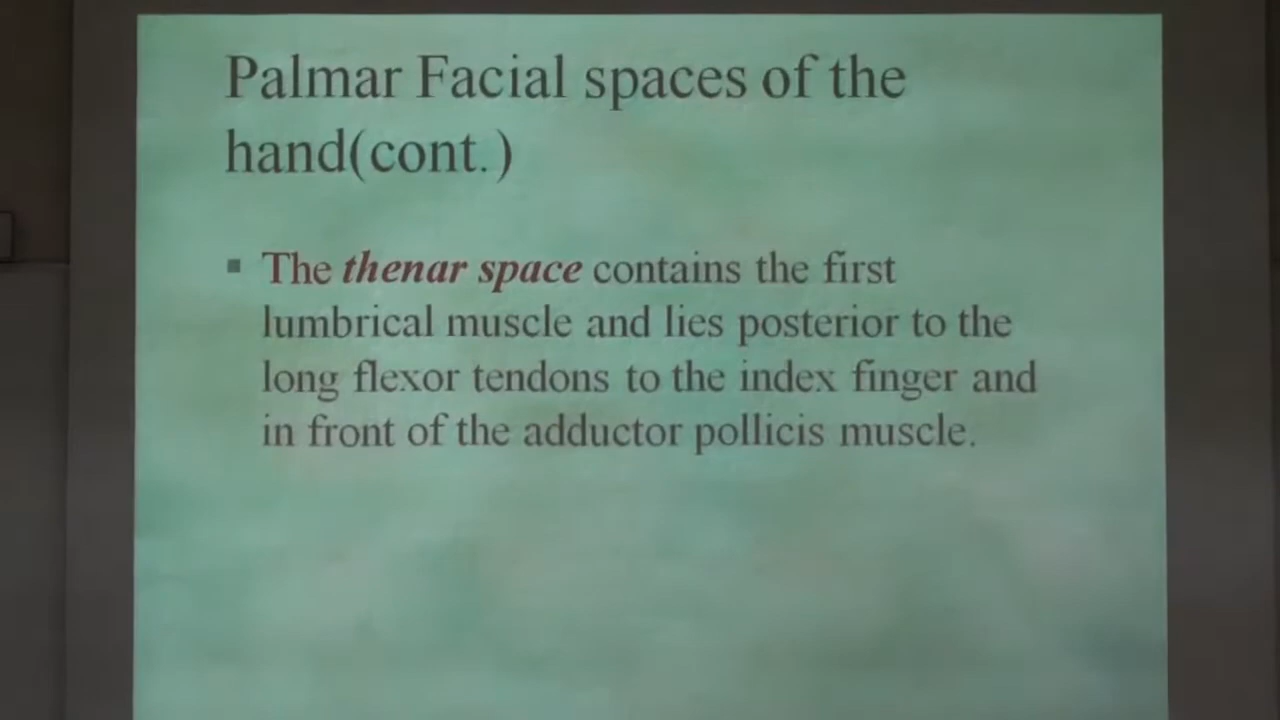 Palmar Facial spaces of the
hand(cont.)
▪ The thenar space contains the first
lumbrical muscle and lies posterior to the
long flexor tendons to the index finger and
in front of the adductor pollicis muscle.